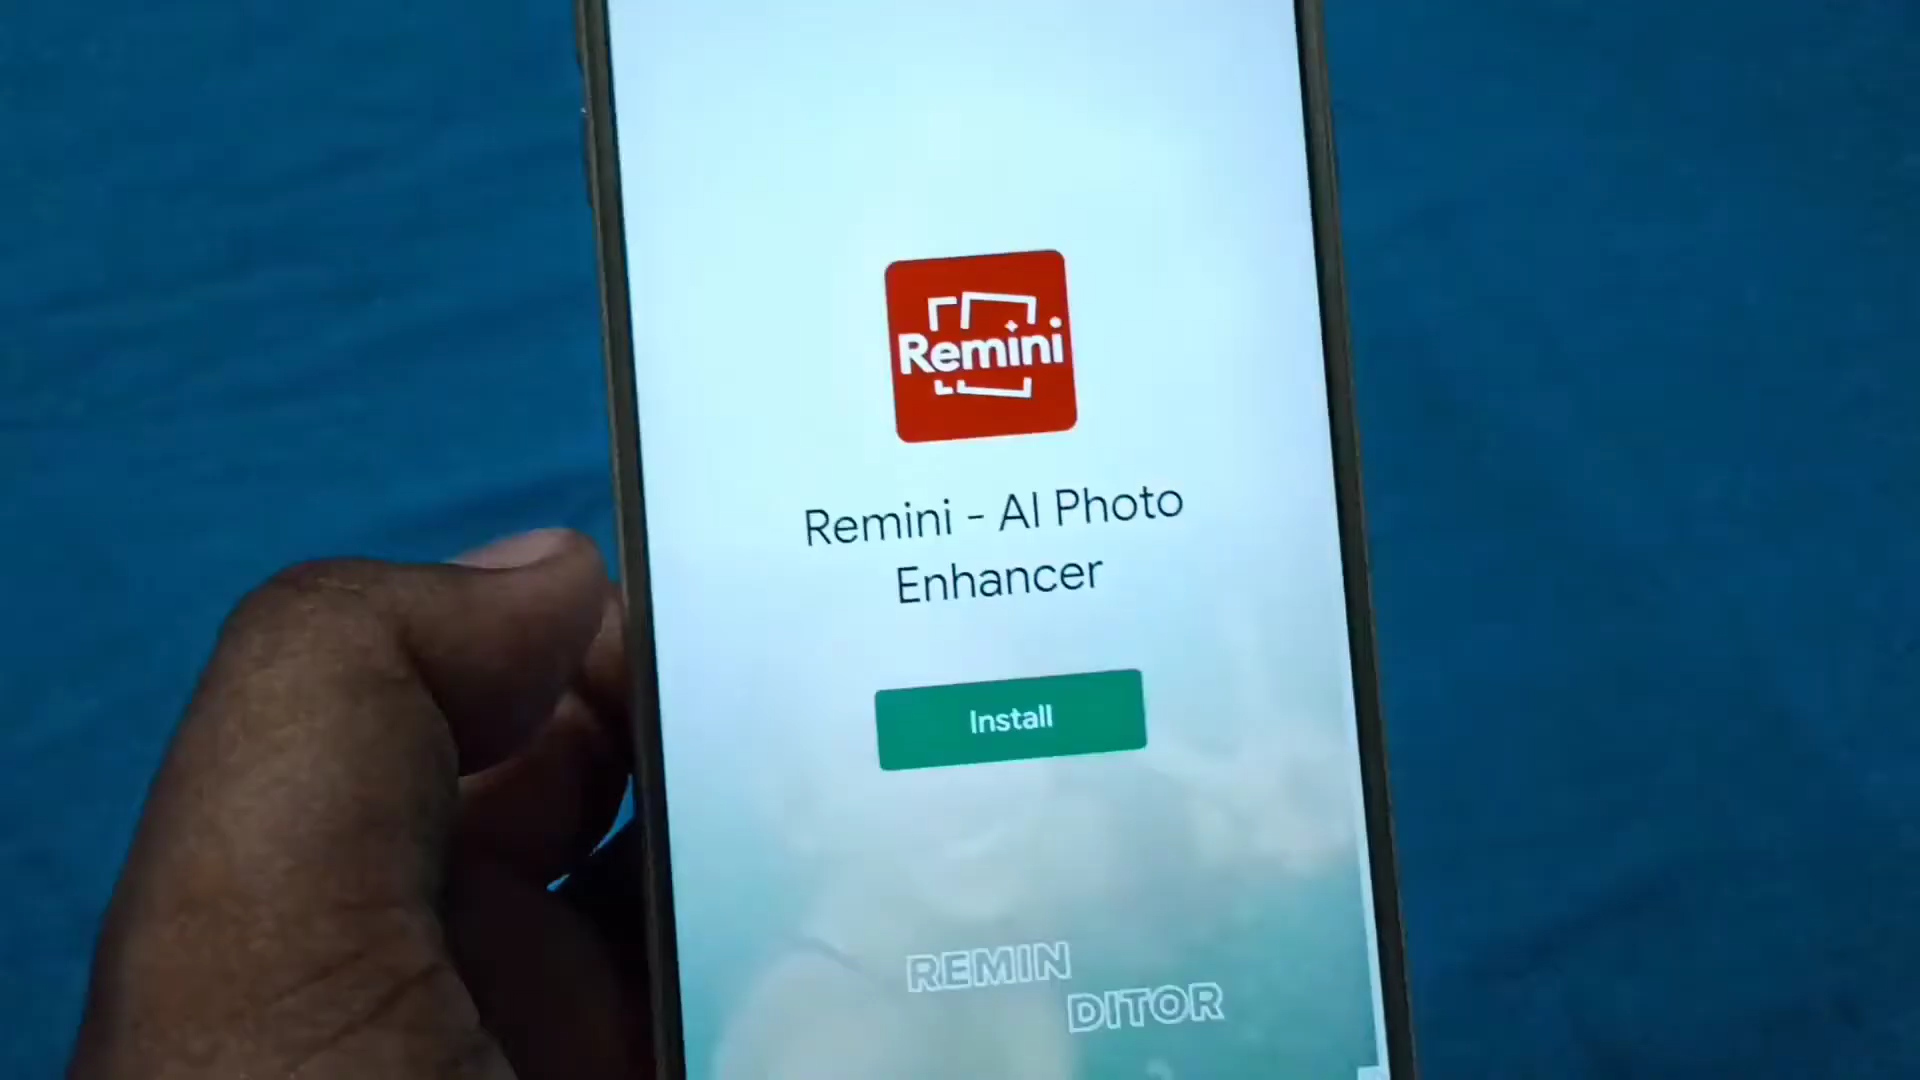 Remini
Remini - AI Photo
Enhancer
Install
REMIN
DITOR